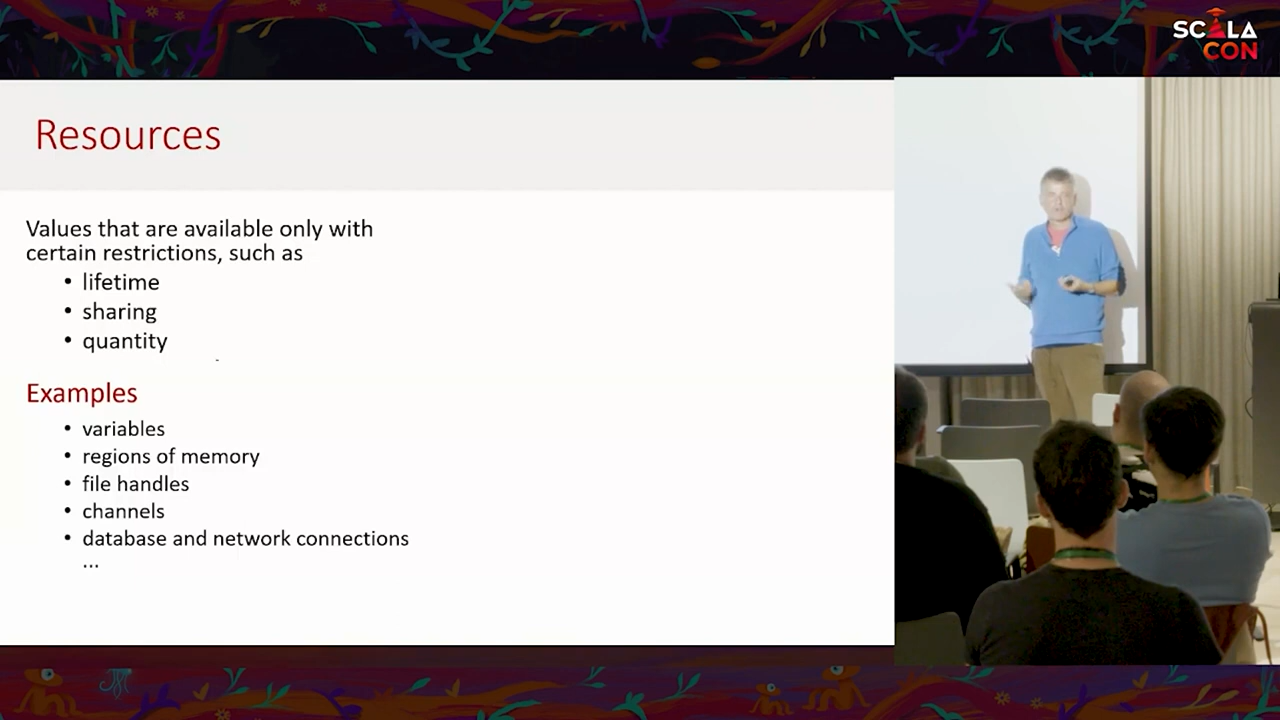 SCALA
CON
Resources
Values that are available only with
certain restrictions, such as
• lifetime
• sharing
• quantity
Examples
• variables
• regions of memory
• file handles
• channels
• database and network connections
...